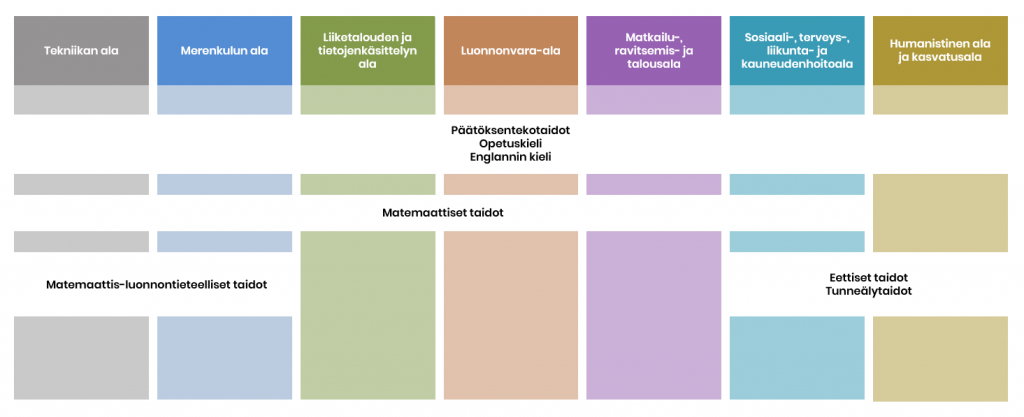 Tekniikan ala
Merenkulun ala
Liiketalouden ja
tietojenkäsittelyn
ala
Luonnonvara-ala
Matkailu-,
ravitsemis- ja
talousala
Sosiaali-, terveys-,
liikunta- ja
kauneudenhoitoala
Humanistinen ala
ja kasvatusala
Päätöksentekotaidot
Opetuskieli
Englannin kieli
Matemaattiset taidot
Matemaattis-luonnontieteelliset taidot
Eettiset taidot
Tunneälytaidot